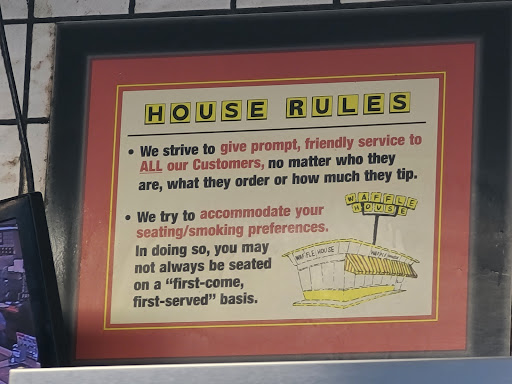 HOUSE RULES
• We strive to give prompt, friendly service to
ALL our Customers, no matter who they
are, what they order or how much they tip.
• We try to accommodate your
seating/smoking preferences.
In doing so, you may
not always be seated
on a “first-come,
first-served” basis.
WAFFLE
HOUSE
WAFFLE HOUSE
WAFFLE HOUSE